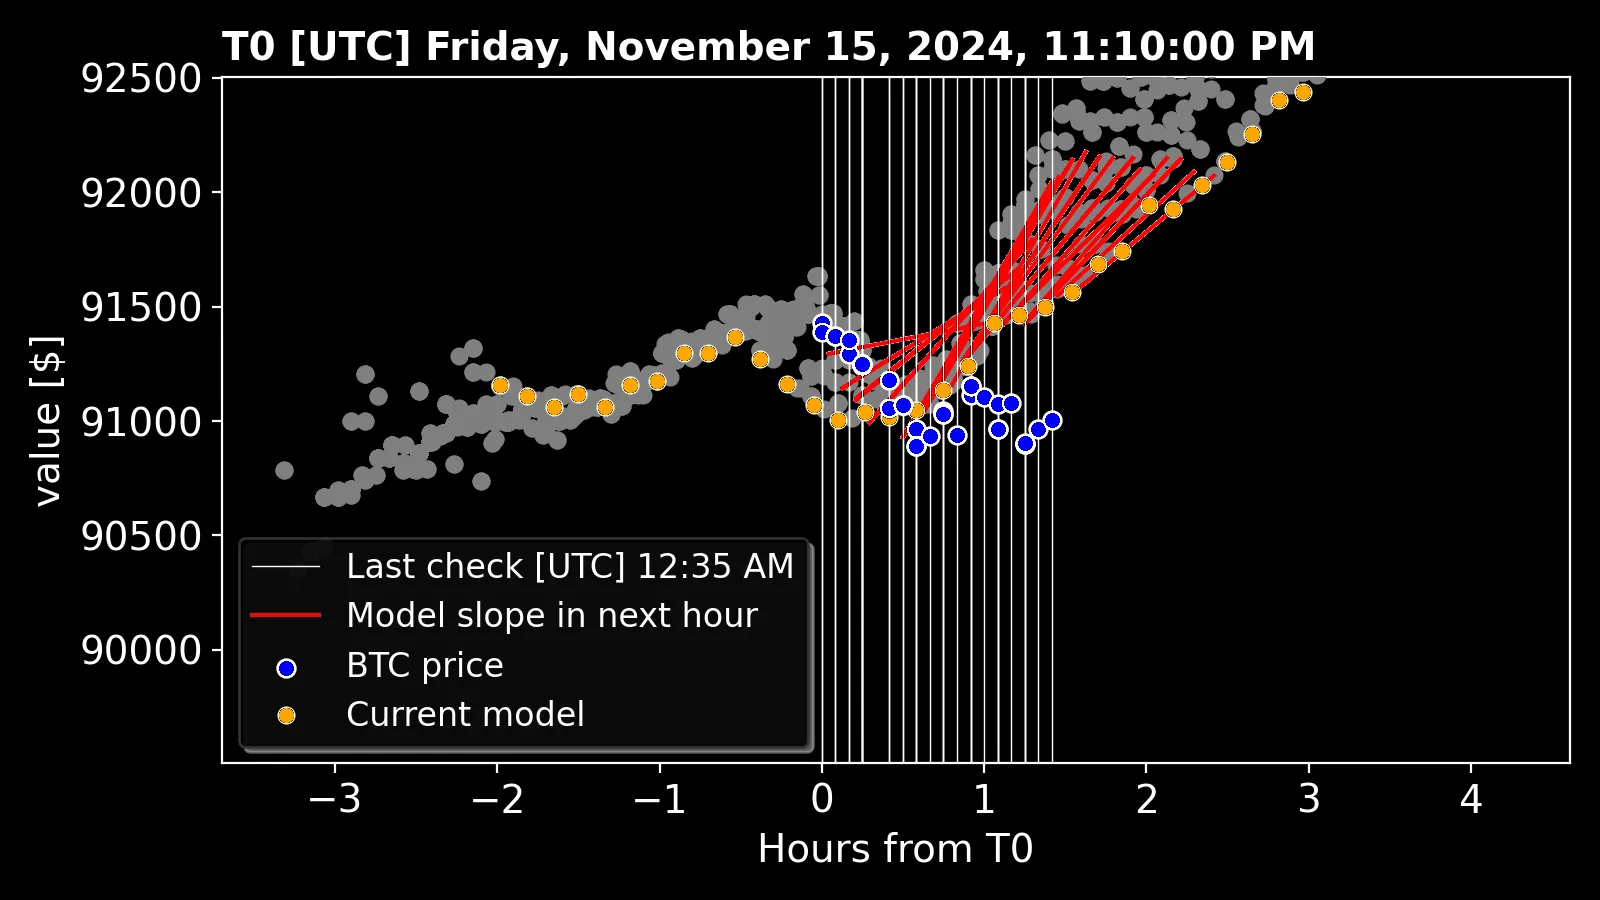 T0 [UTC] Friday, November 15, 2024, 11:10:00 PM
92500
92000
91500
91000
90500
90000
value [$]
Last check [UTC] 12:35 AM
Model slope in next hour
BTC price
Current model
−3 −2 −1 0 1 2 3 4
Hours from T0